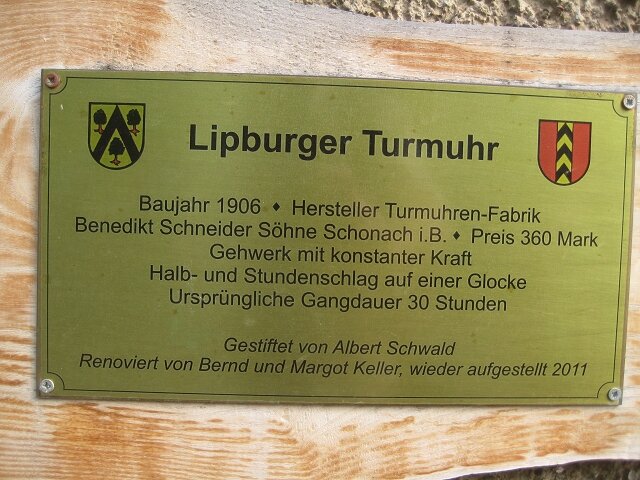 Lipburger Turmuhr
Baujahr 1906 ♦ Hersteller Turmuhren-Fabrik
Benedikt Schneider Söhne Schonach i.B. ♦ Preis 360 Mark
Gehwerk mit konstanter Kraft
Halb- und Stundenschlag auf einer Glocke
Ursprüngliche Gangdauer 30 Stunden
Gestiftet von Albert Schwald
Renoviert von Bernd und Margot Keller, wieder aufgestellt 2011